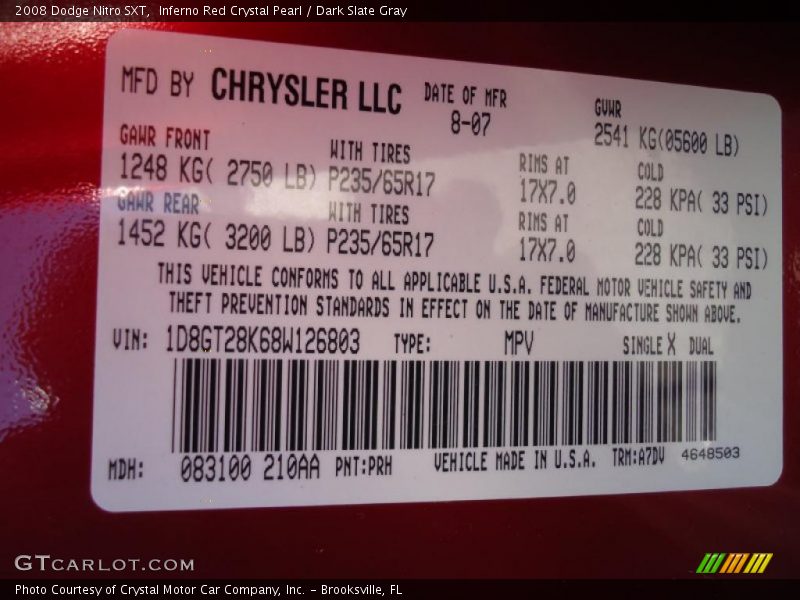 2008 Dodge Nitro SXT,  Inferno Red Crystal Pearl / Dark Slate Gray
MFD BY CHRYSLER LLC DATE OF MFR GVWR
8-07 2541 KG(05600 LB)
GAWR FRONT WITH TIRES RIMS AT COLD
1248 KG( 2750 LB) P235/65R17 17X7.0 228 KPA( 33 PSI)
GAWR REAR WITH TIRES RIMS AT COLD
1452 KG( 3200 LB) P235/65R17 17X7.0 228 KPA( 33 PSI)
THIS VEHICLE CONFORMS TO ALL APPLICABLE U.S.A. FEDERAL MOTOR VEHICLE SAFETY AND
THEFT PREVENTION STANDARDS IN EFFECT ON THE DATE OF MANUFACTURE SHOWN ABOVE.
VIN: 1D8GT28K68W126803 TYPE: MPV SINGLE X DUAL
MDH: 083100 210AA PNT:PRH VEHICLE MADE IN U.S.A. TRM:A7DV 4648503
GTCARLOT.COM
Photo Courtesy of Crystal Motor Car Company, Inc. – Brooksville, FL